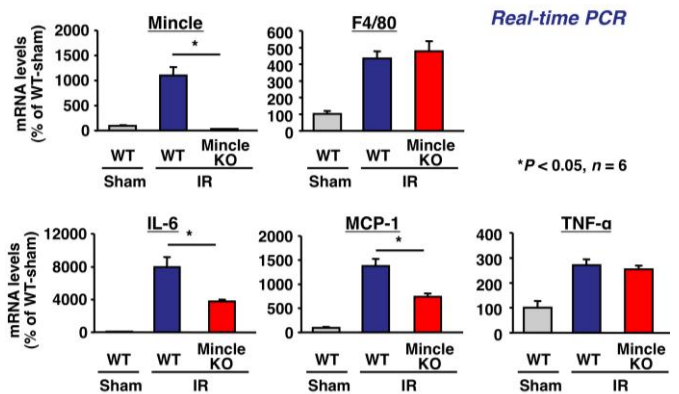 Real-time PCR
Mincle
mRNA levels
(% of WT-sham)
2000
1500
1000
500
0
*
WT WT Mincle
KO
Sham IR
F4/80
600
500
400
300
200
100
0
WT WT Mincle
KO
Sham IR
*P < 0.05, n = 6
IL-6
mRNA levels
(% of WT-sham)
12000
8000
4000
0
*
WT WT Mincle
KO
Sham IR
MCP-1
2000
1500
1000
500
0
*
WT WT Mincle
KO
Sham IR
TNF-α
400
300
200
100
0
WT WT Mincle
KO
Sham IR